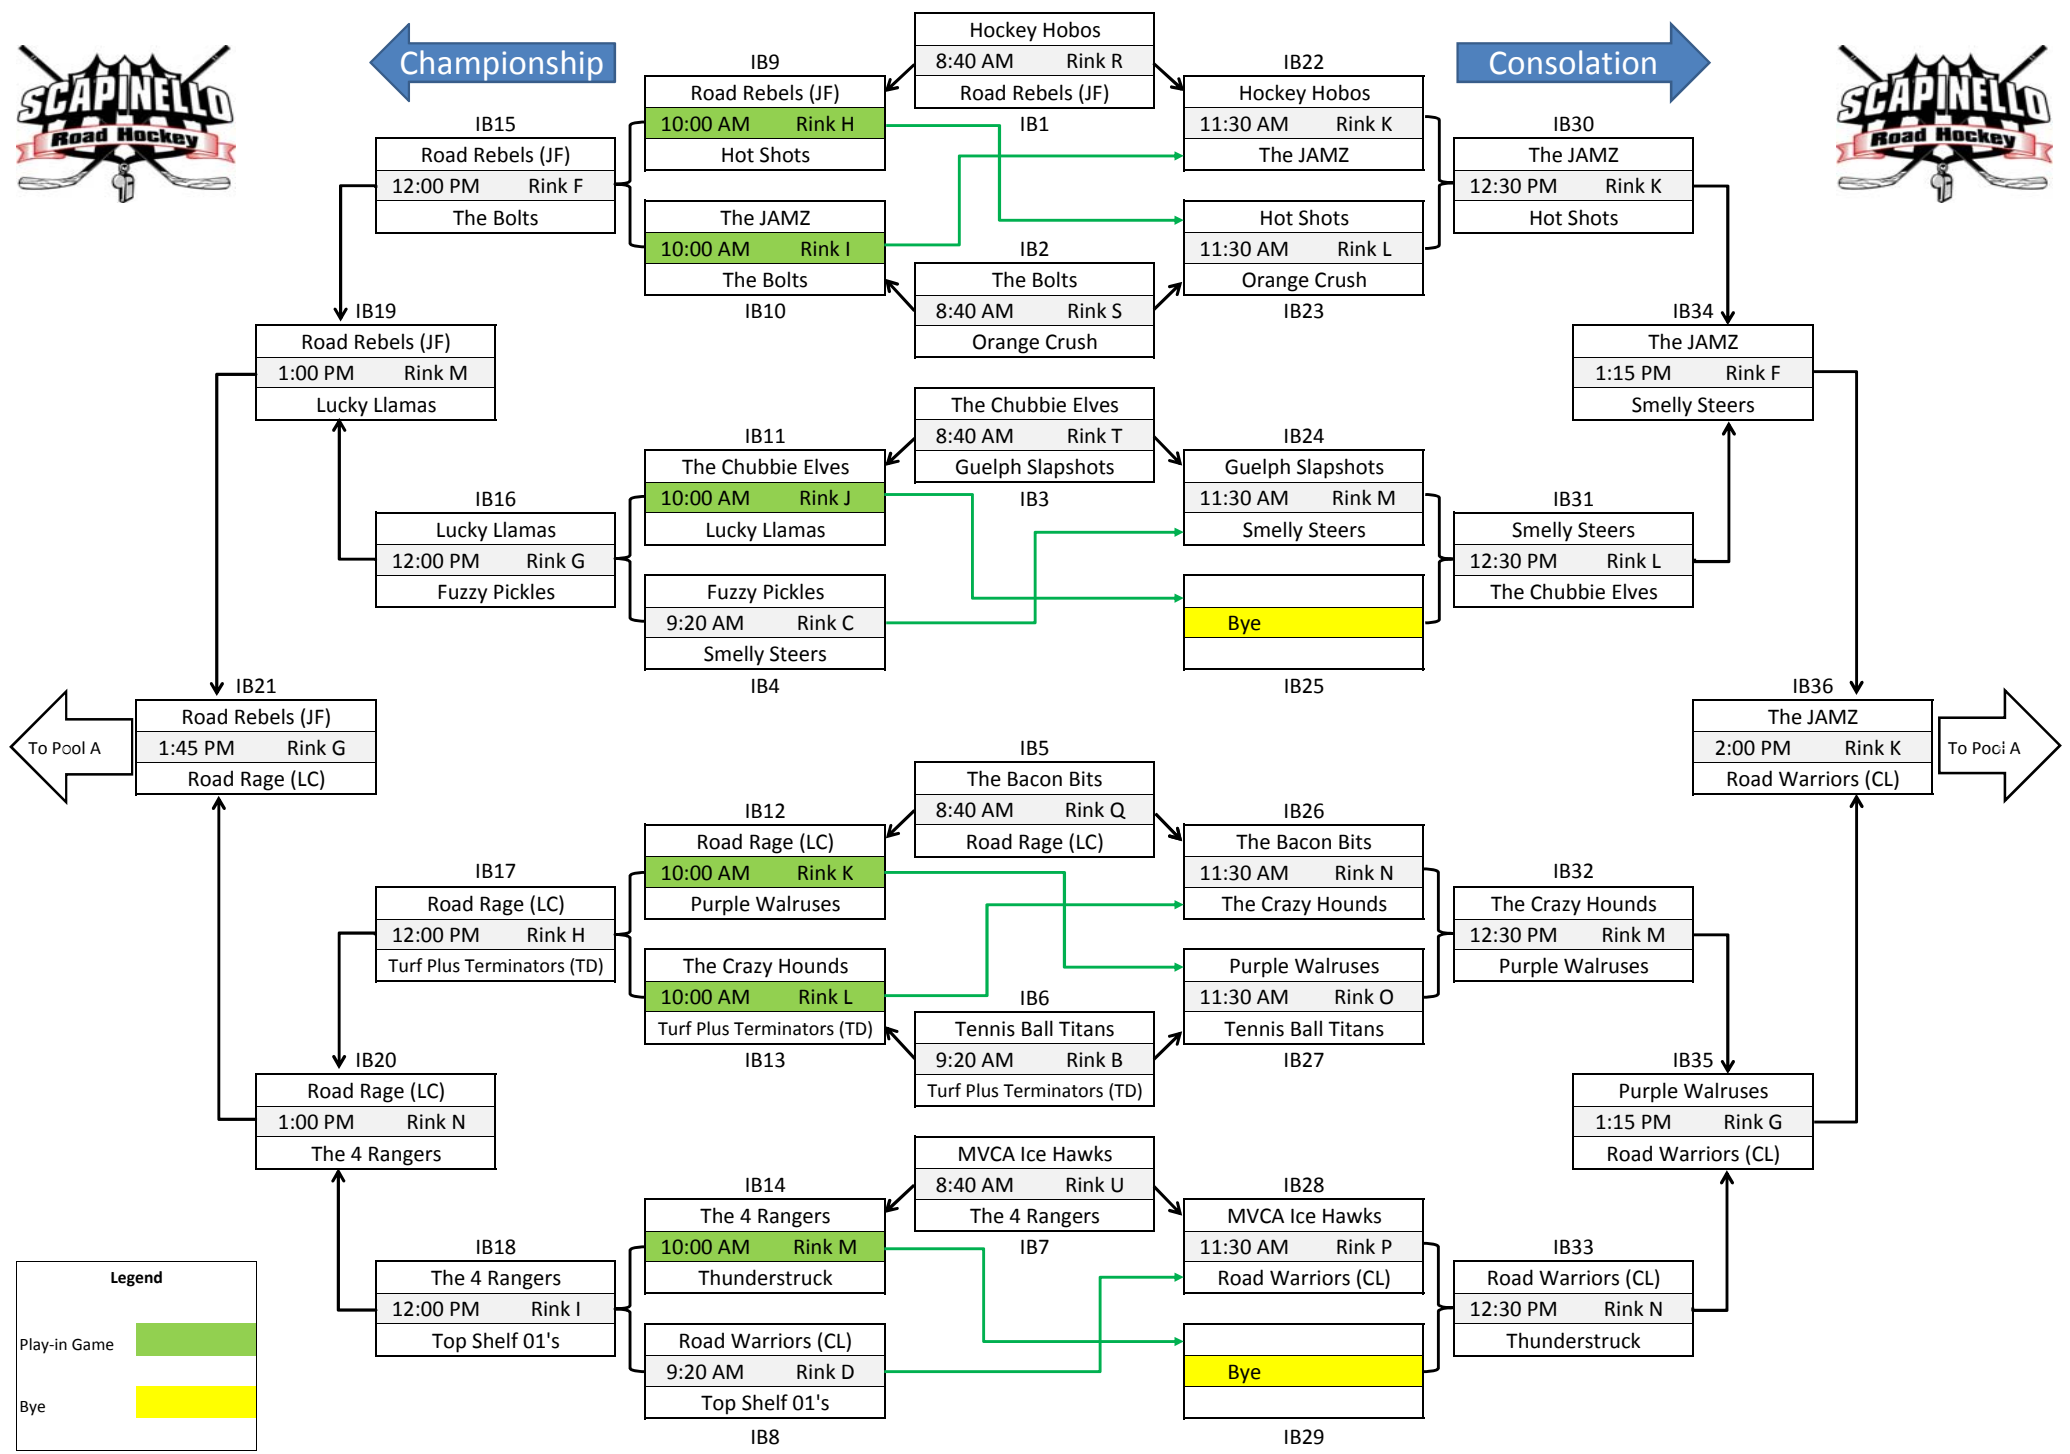 SCAPINELLO
Road Hockey
Championship
Consolation
SCAPINELLO
Road Hockey
Hockey Hobos
8:40 AM Rink R
Road Rebels (JF)
IB1
IB9
Road Rebels (JF)
10:00 AM Rink H
Hot Shots
IB22
Hockey Hobos
11:30 AM Rink K
The JAMZ
IB15
Road Rebels (JF)
12:00 PM Rink F
The Bolts
IB30
The JAMZ
12:30 PM Rink K
Hot Shots
The JAMZ
10:00 AM Rink I
The Bolts
IB10
IB2
The Bolts
8:40 AM Rink S
Orange Crush
Hot Shots
11:30 AM Rink L
Orange Crush
IB23
IB19
Road Rebels (JF)
1:00 PM Rink M
Lucky Llamas
IB34
The JAMZ
1:15 PM Rink F
Smelly Steers
The Chubbie Elves
8:40 AM Rink T
Guelph Slapshots
IB3
IB11
The Chubbie Elves
10:00 AM Rink J
Lucky Llamas
IB24
Guelph Slapshots
11:30 AM Rink M
Smelly Steers
IB16
Lucky Llamas
12:00 PM Rink G
Fuzzy Pickles
IB31
Smelly Steers
12:30 PM Rink L
The Chubbie Elves
Fuzzy Pickles
9:20 AM Rink C
Smelly Steers
IB4
Bye
IB25
IB21
Road Rebels (JF)
1:45 PM Rink G
Road Rage (LC)
To Pool A
IB36
The JAMZ
2:00 PM Rink K
Road Warriors (CL)
To Pool A
IB5
The Bacon Bits
8:40 AM Rink Q
Road Rage (LC)
IB12
Road Rage (LC)
10:00 AM Rink K
Purple Walruses
IB26
The Bacon Bits
11:30 AM Rink N
The Crazy Hounds
IB17
Road Rage (LC)
12:00 PM Rink H
Turf Plus Terminators (TD)
IB32
The Crazy Hounds
12:30 PM Rink M
Purple Walruses
The Crazy Hounds
10:00 AM Rink L
Turf Plus Terminators (TD)
IB13
IB6
Tennis Ball Titans
9:20 AM Rink B
Turf Plus Terminators (TD)
Purple Walruses
11:30 AM Rink O
Tennis Ball Titans
IB27
IB20
Road Rage (LC)
1:00 PM Rink N
The 4 Rangers
IB35
Purple Walruses
1:15 PM Rink G
Road Warriors (CL)
MVCA Ice Hawks
8:40 AM Rink U
The 4 Rangers
IB7
IB14
The 4 Rangers
10:00 AM Rink M
Thunderstruck
IB28
MVCA Ice Hawks
11:30 AM Rink P
Road Warriors (CL)
IB18
The 4 Rangers
12:00 PM Rink I
Top Shelf 01's
IB33
Road Warriors (CL)
12:30 PM Rink N
Thunderstruck
Road Warriors (CL)
9:20 AM Rink D
Top Shelf 01's
IB8
Bye
IB29
Legend
Play-in Game
Bye